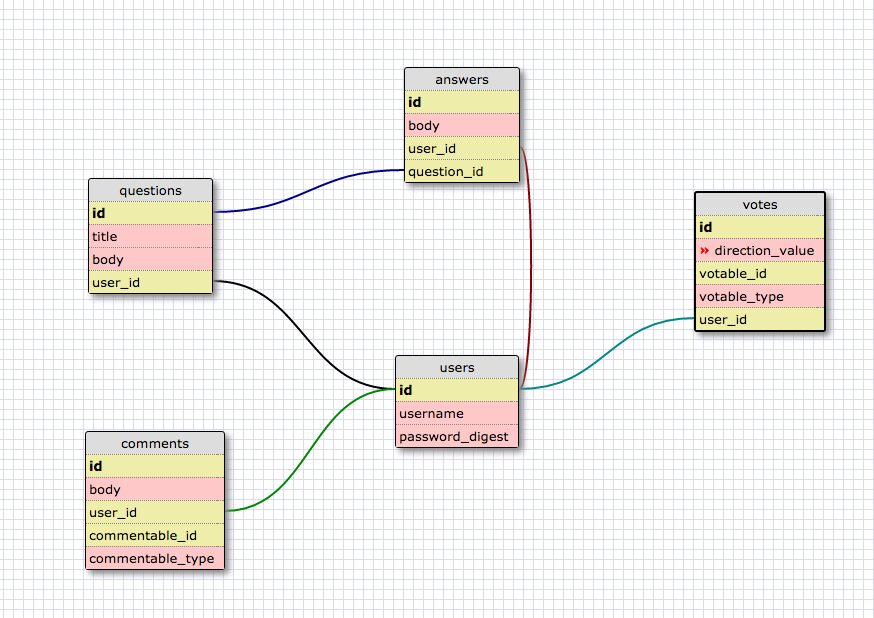 answers
id
body
user_id
question_id
questions
id
title
body
user_id
votes
id
» direction_value
votable_id
votable_type
user_id
users
id
username
password_digest
comments
id
body
user_id
commentable_id
commentable_type